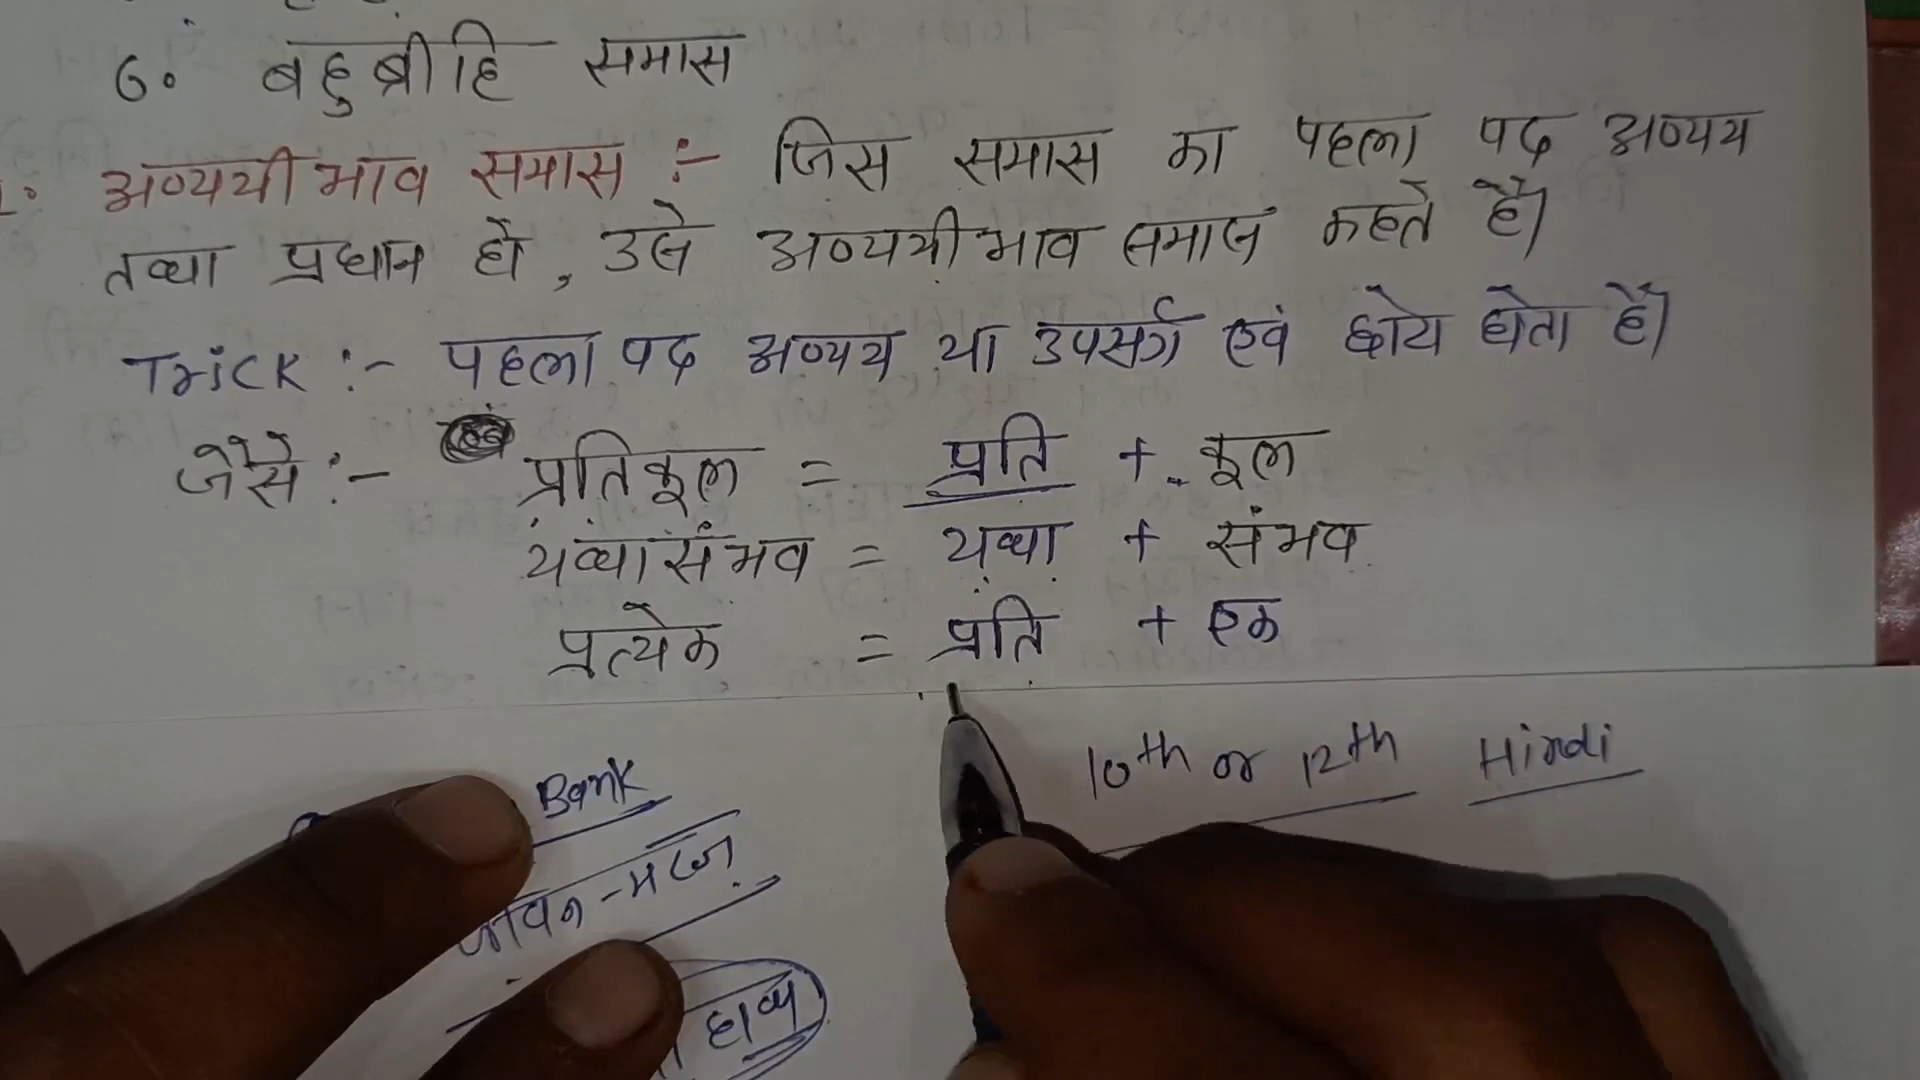 6. बहुब्रीहि समास
1. अव्ययीभाव समास :- जिस समास का पहला पद अव्यय
तथा प्रधान हो, उसे अव्ययीभाव समास कहते हैं।
Trick :- पहला पद अव्यय या उपसर्ग एवं छोटा होता है।
जैसे :- प्रतिकूल = प्रति + कूल
यथासंभव = यथा + संभव
प्रत्येक = प्रति + एक
10th or 12th Hindi
Bank